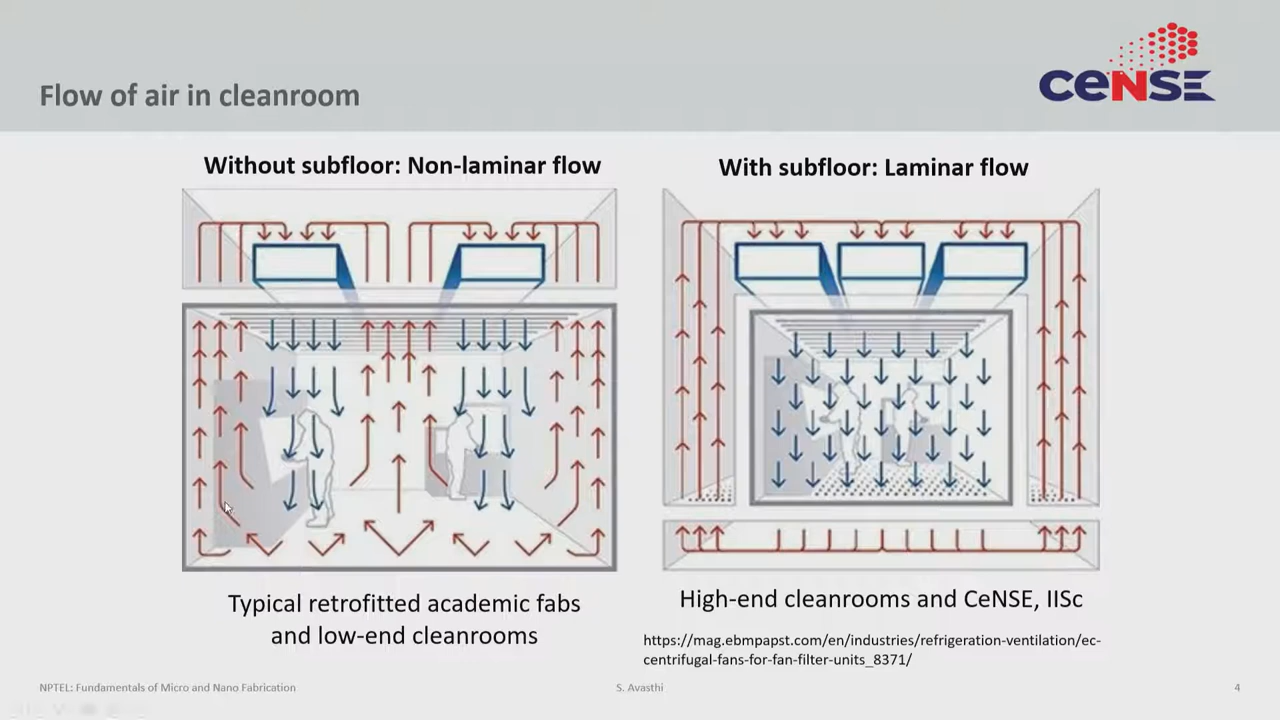 Flow of air in cleanroom
CeNSE
Without subfloor: Non-laminar flow
With subfloor: Laminar flow
Typical retrofitted academic fabs
and low-end cleanrooms
High-end cleanrooms and CeNSE, IISc
https://mag.ebmpapst.com/en/industries/refrigeration-ventilation/ec-
centrifugal-fans-for-fan-filter-units_8371/
NPTEL: Fundamentals of Micro and Nano Fabrication
S. Avasthi
4